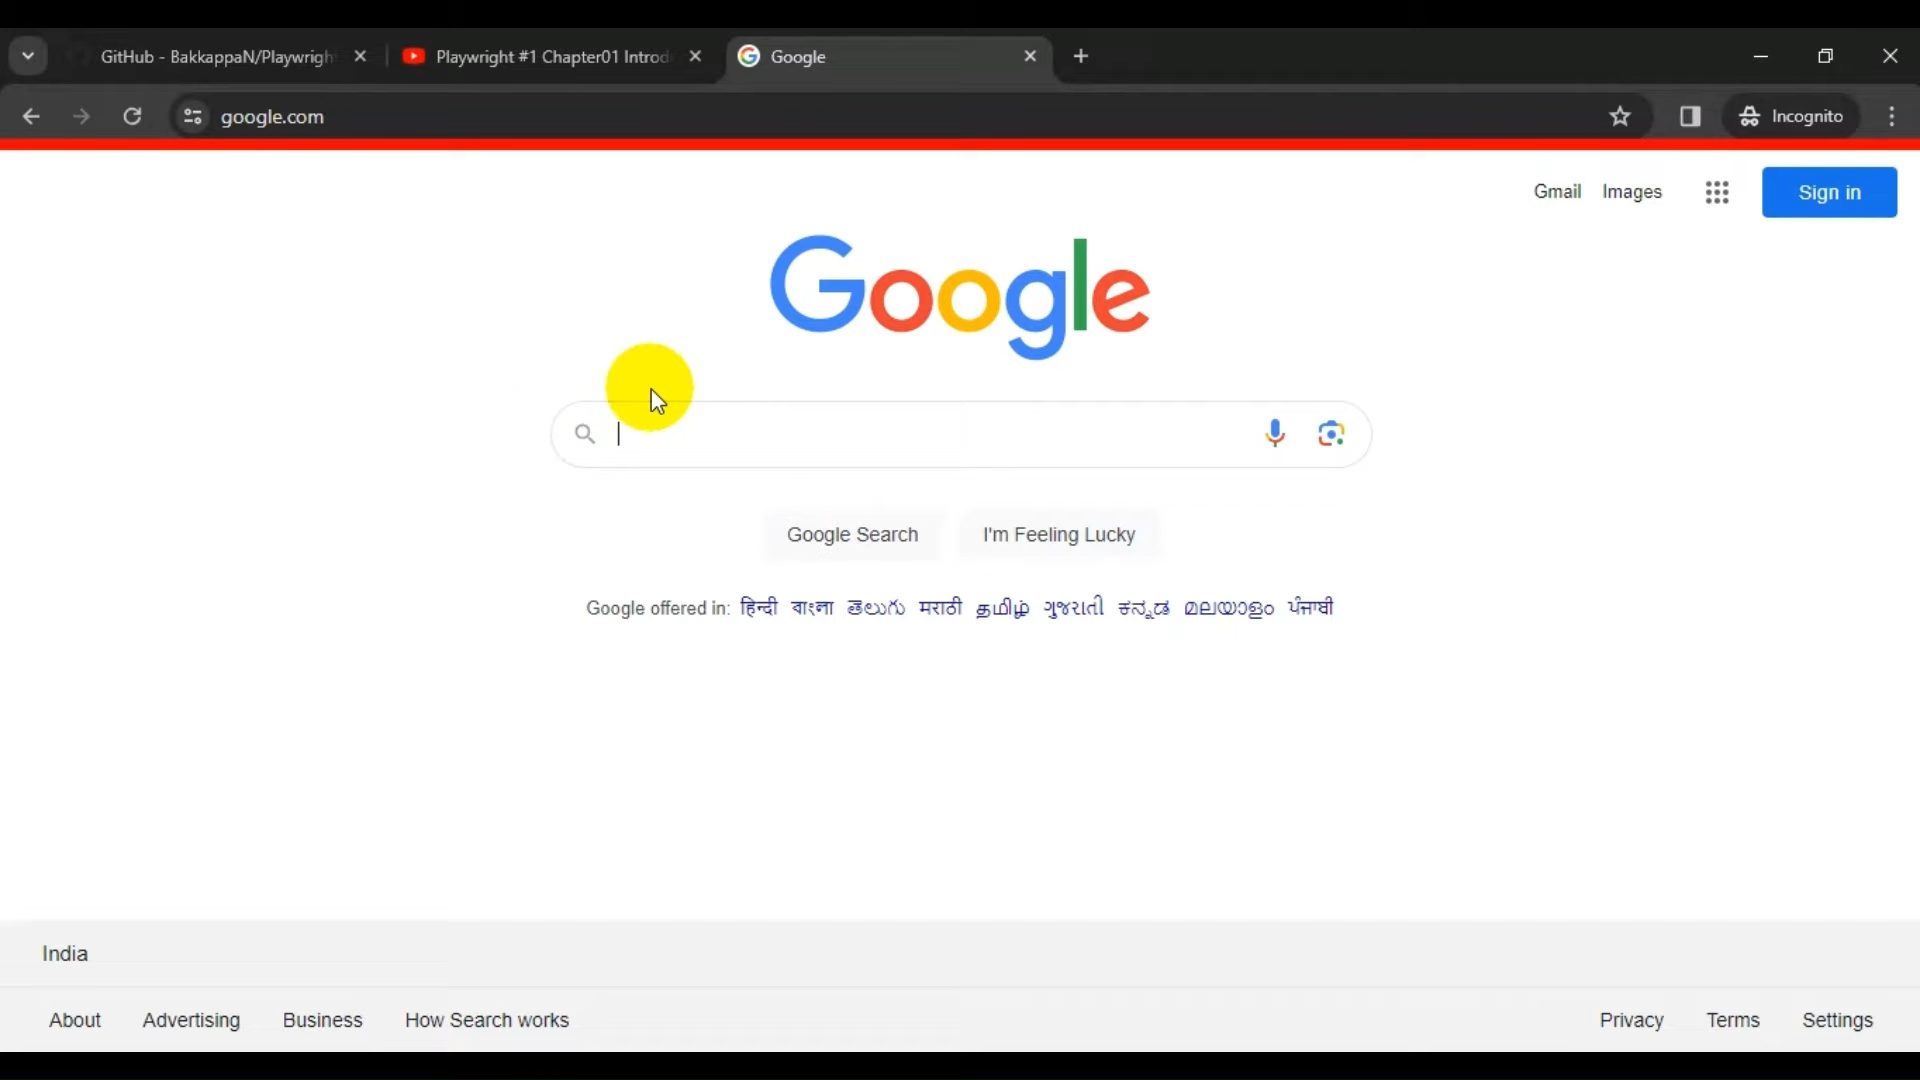 GitHub - BakkappaN/Playwrigh
Playwright #1 Chapter01 Introd
Google
google.com
Incognito
Gmail Images Sign in
Google
Google Search I'm Feeling Lucky
Google offered in: हिन्दी বাংলা తెలుగు मराठी தமிழ் ગુજરાતી ಕನ್ನಡ മലയാളം ਪੰਜਾਬੀ
India
About Advertising Business How Search works Privacy Terms Settings